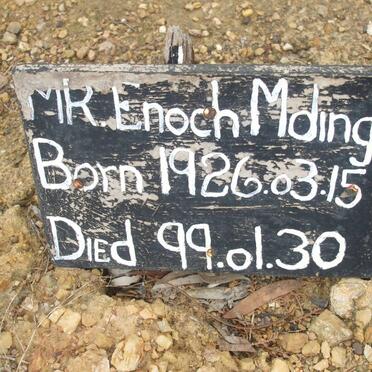 MR Enoch Mding
Born 1926.03.15
Died 99.01.30